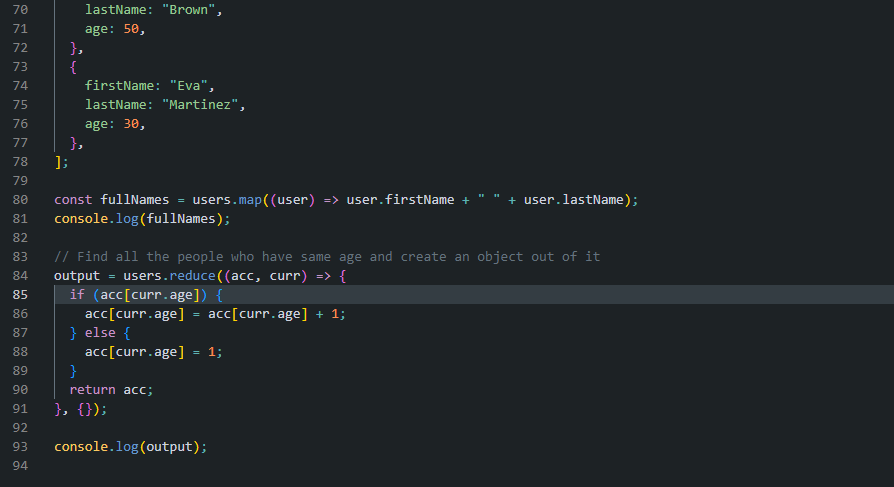 70 lastName: "Brown",
71 age: 50,
72 },
73 {
74 firstName: "Eva",
75 lastName: "Martinez",
76 age: 30,
77 },
78 ];
79
80 const fullNames = users.map((user) => user.firstName + " " + user.lastName);
81 console.log(fullNames);
82
83 // Find all the people who have same age and create an object out of it
84 output = users.reduce((acc, curr) => {
85 if (acc[curr.age]) {
86 acc[curr.age] = acc[curr.age] + 1;
87 } else {
88 acc[curr.age] = 1;
89 }
90 return acc;
91 }, {});
92
93 console.log(output);
94